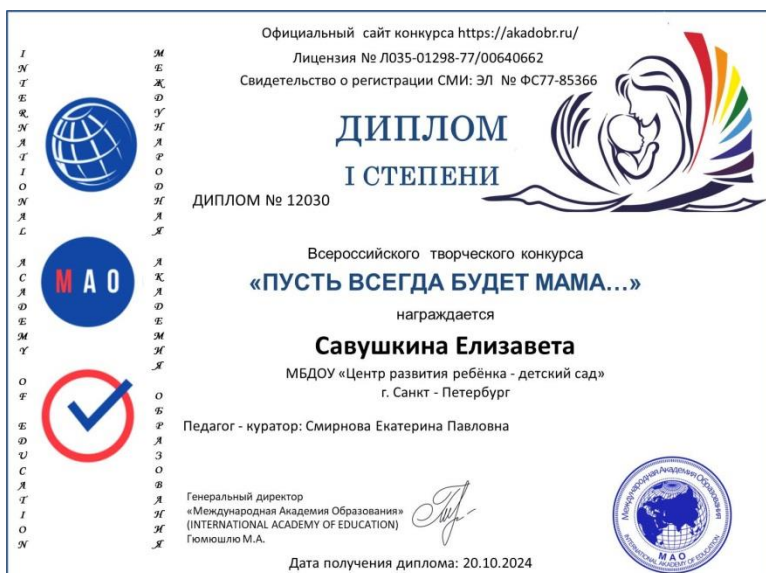 Официальный сайт конкурса https://akadobr.ru/
Лицензия № Л035-01298-77/00640662
Свидетельство о регистрации СМИ: ЭЛ № ФС77-85366
ДИПЛОМ
I СТЕПЕНИ
ДИПЛОМ № 12030
Всероссийского творческого конкурса
«ПУСТЬ ВСЕГДА БУДЕТ МАМА...»
награждается
Савушкина Елизавета
МБДОУ «Центр развития ребёнка - детский сад»
г. Санкт - Петербург
Педагог - куратор: Смирнова Екатерина Павловна
Генеральный директор
«Международная Академия Образования»
(INTERNATIONAL ACADEMY OF EDUCATION)
Гюмюшлю М.А.
Дата получения диплома: 20.10.2024
INTERNATIONAL ACADEMY OF EDUCATION
МЕЖДУНАРОДНАЯ АКАДЕМИЯ ОБРАЗОВАНИЯ
МАО
Международная Академия Образования
МАО
INTERNATIONAL AKADEMY OF EDUCATION